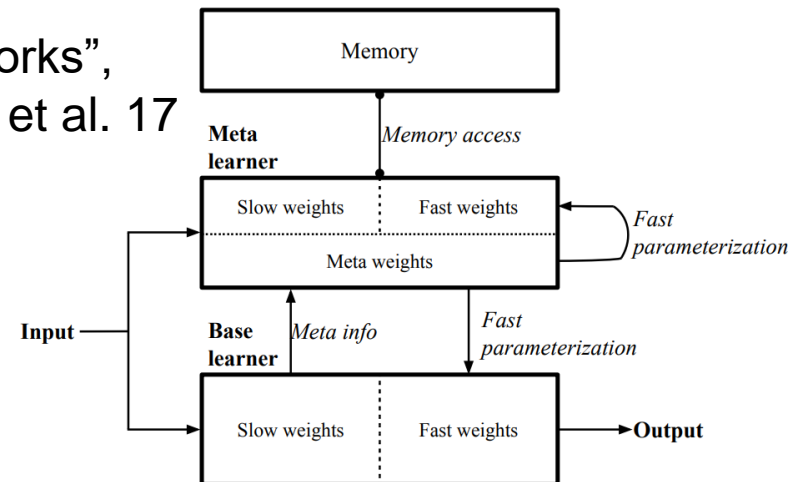 orks”,
et al. 17
Memory
Memory access
Meta
learner
Slow weights
Fast weights
Meta weights
Fast
parameterization
Input
Base
learner
Meta info
Fast
parameterization
Slow weights
Fast weights
Output